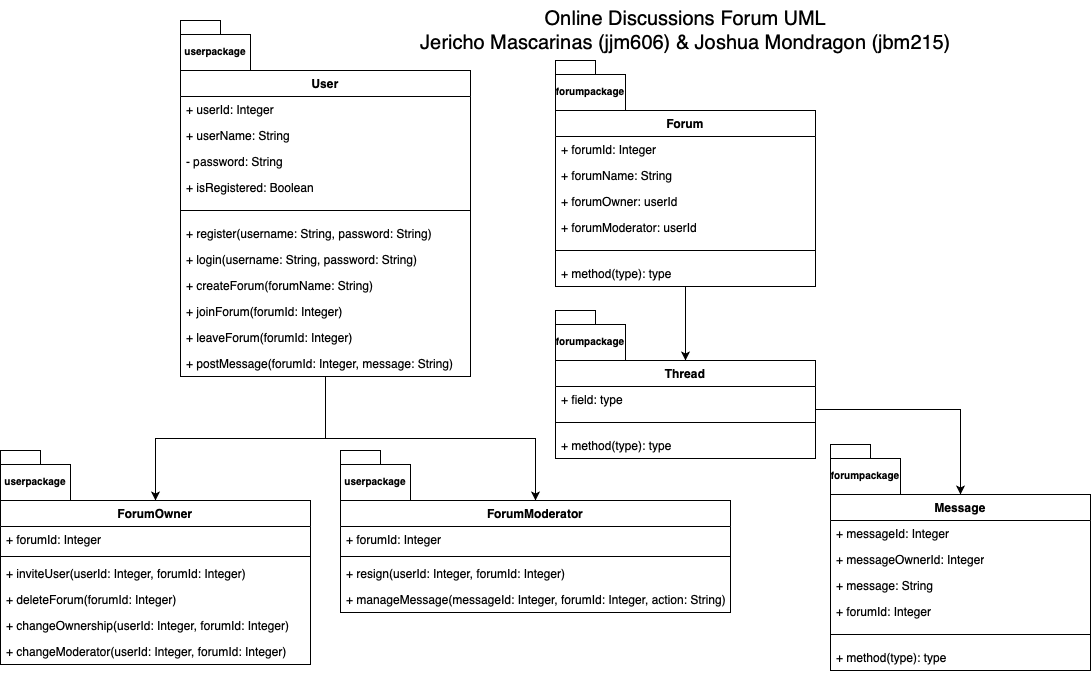 Online Discussions Forum UML
Jericho Mascarinas (jjm606) & Joshua Mondragon (jbm215)
userpackage
User
+ userId: Integer
+ userName: String
- password: String
+ isRegistered: Boolean
+ register(username: String, password: String)
+ login(username: String, password: String)
+ createForum(forumName: String)
+ joinForum(forumId: Integer)
+ leaveForum(forumId: Integer)
+ postMessage(forumId: Integer, message: String)
forumpackage
Forum
+ forumId: Integer
+ forumName: String
+ forumOwner: userId
+ forumModerator: userId
+ method(type): type
forumpackage
Thread
+ field: type
+ method(type): type
userpackage
ForumOwner
+ forumId: Integer
+ inviteUser(userId: Integer, forumId: Integer)
+ deleteForum(forumId: Integer)
+ changeOwnership(userId: Integer, forumId: Integer)
+ changeModerator(userId: Integer, forumId: Integer)
userpackage
ForumModerator
+ forumId: Integer
+ resign(userId: Integer, forumId: Integer)
+ manageMessage(messageId: Integer, forumId: Integer, action: String)
forumpackage
Message
+ messageId: Integer
+ messageOwnerId: Integer
+ message: String
+ forumId: Integer
+ method(type): type